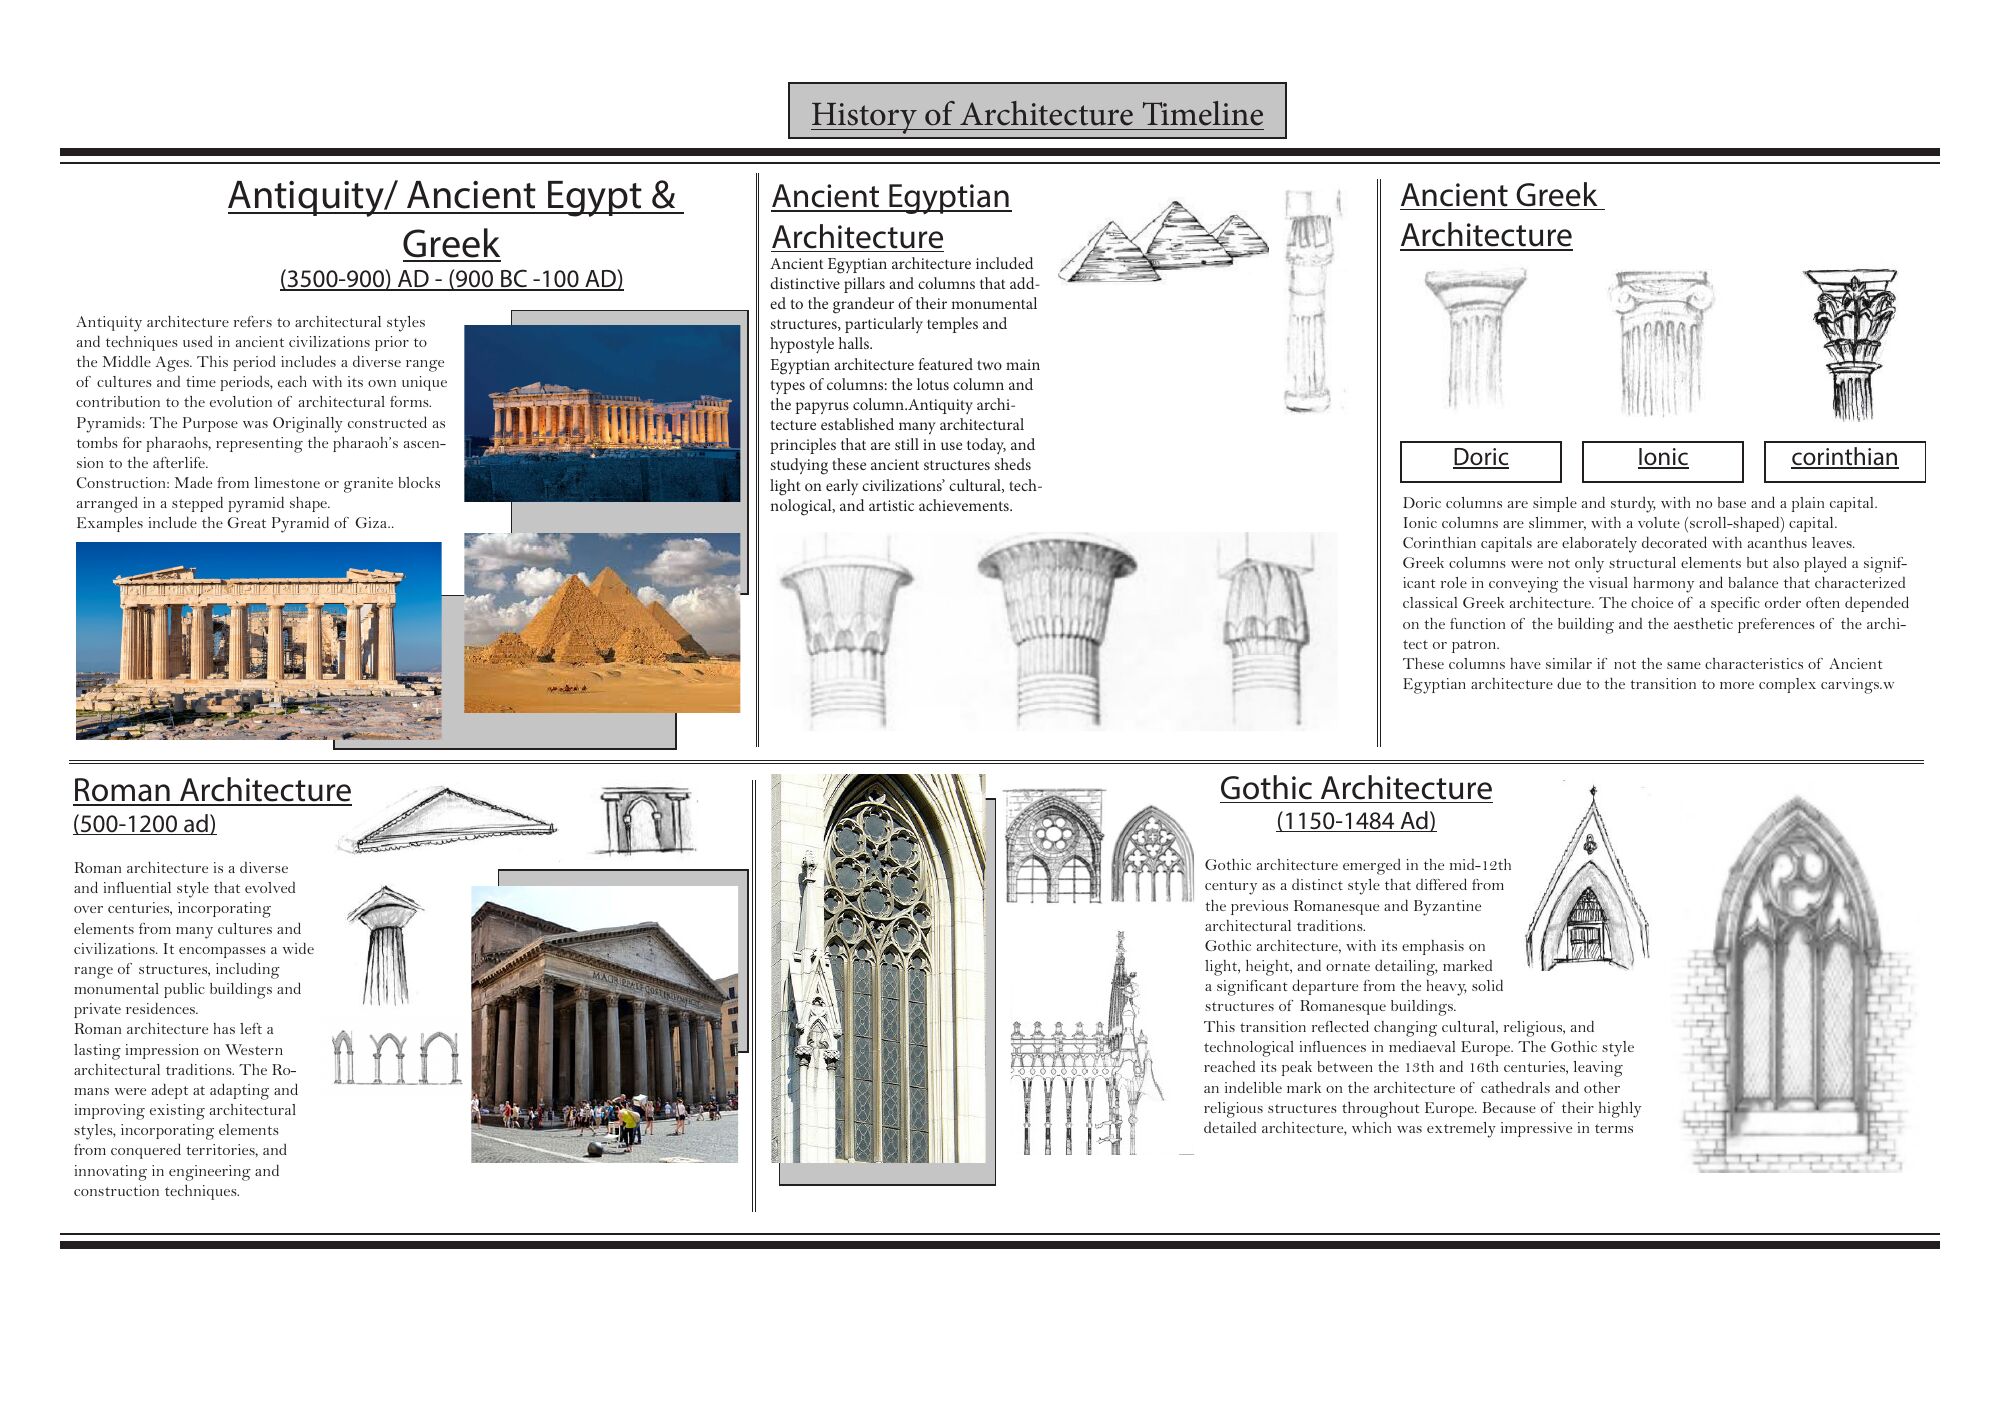 History of Architecture Timeline
Antiquity/ Ancient Egypt &
Greek
(3500-900) AD - (900 BC -100 AD)
Antiquity architecture refers to architectural styles
and techniques used in ancient civilizations prior to
the Middle Ages. This period includes a diverse range
of cultures and time periods, each with its own unique
contribution to the evolution of architectural forms.
Pyramids: The Purpose was Originally constructed as
tombs for pharaohs, representing the pharaoh's ascen-
sion to the afterlife.
Construction: Made from limestone or granite blocks
arranged in a stepped pyramid shape.
Examples include the Great Pyramid of Giza..
Ancient Egyptian
Architecture
Ancient Egyptian architecture included
distinctive pillars and columns that add-
ed to the grandeur of their monumental
structures, particularly temples and
hypostyle halls.
Egyptian architecture featured two main
types of columns: the lotus column and
the papyrus column.Antiquity archi-
tecture established many architectural
principles that are still in use today, and
studying these ancient structures sheds
light on early civilizations' cultural, tech-
nological, and artistic achievements.
Ancient Greek
Architecture
Doric
Ionic
corinthian
Doric columns are simple and sturdy, with no base and a plain capital.
Ionic columns are slimmer, with a volute (scroll-shaped) capital.
Corinthian capitals are elaborately decorated with acanthus leaves.
Greek columns were not only structural elements but also played a signif-
icant role in conveying the visual harmony and balance that characterized
classical Greek architecture. The choice of a specific order often depended
on the function of the building and the aesthetic preferences of the archi-
tect or patron.
These columns have similar if not the same characteristics of Ancient
Egyptian architecture due to the transition to more complex carvings.w
Roman Architecture
(500-1200 ad)
Roman architecture is a diverse
and influential style that evolved
over centuries, incorporating
elements from many cultures and
civilizations. It encompasses a wide
range of structures, including
monumental public buildings and
private residences.
Roman architecture has left a
lasting impression on Western
architectural traditions. The Ro-
mans were adept at adapting and
improving existing architectural
styles, incorporating elements
from conquered territories, and
innovating in engineering and
construction techniques.
Gothic Architecture
(1150-1484 Ad)
Gothic architecture emerged in the mid-12th
century as a distinct style that differed from
the previous Romanesque and Byzantine
architectural traditions.
Gothic architecture, with its emphasis on
light, height, and ornate detailing, marked
a significant departure from the heavy, solid
structures of Romanesque buildings.
This transition reflected changing cultural, religious, and
technological influences in mediaeval Europe. The Gothic style
reached its peak between the 13th and 16th centuries, leaving
an indelible mark on the architecture of cathedrals and other
religious structures throughout Europe. Because of their highly
detailed architecture, which was extremely impressive in terms